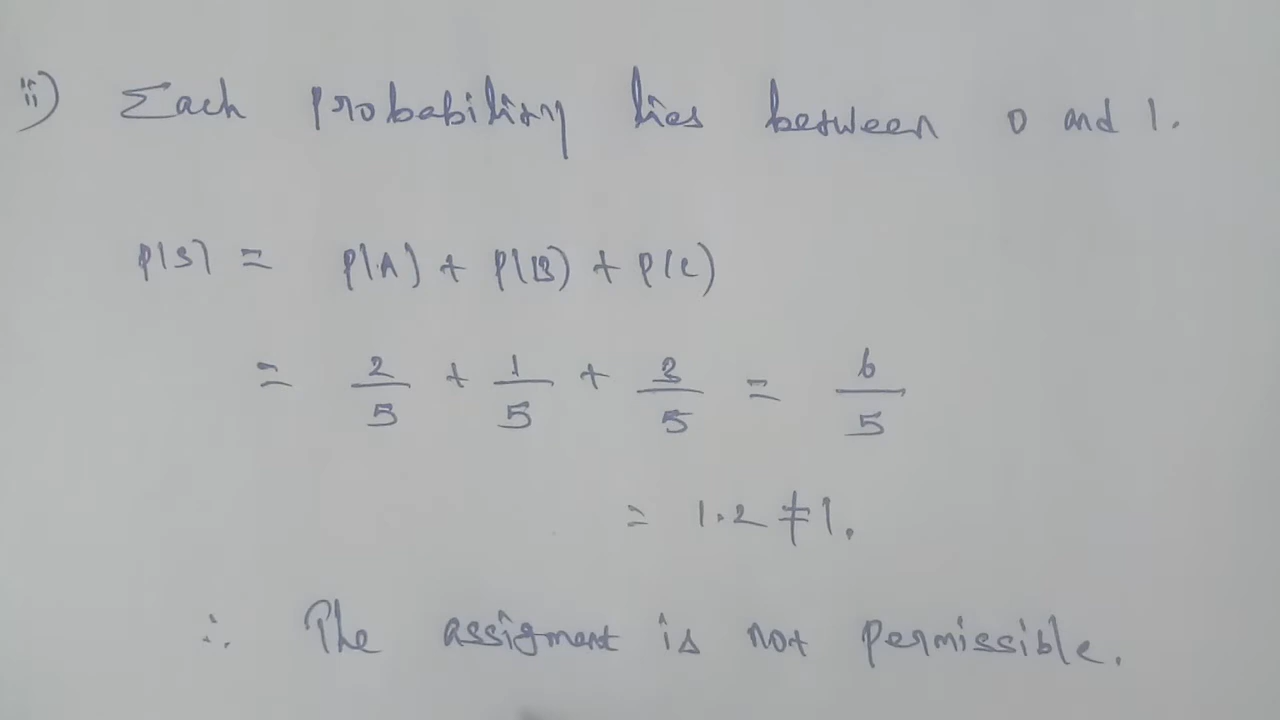 ii) Each probability lies between 0 and 1.
P(S) = P(A) + P(B) + P(C)
= 2/5 + 1/5 + 3/5 = 6/5
= 1.2 ≠ 1.
∴ The assigment is not permissible.